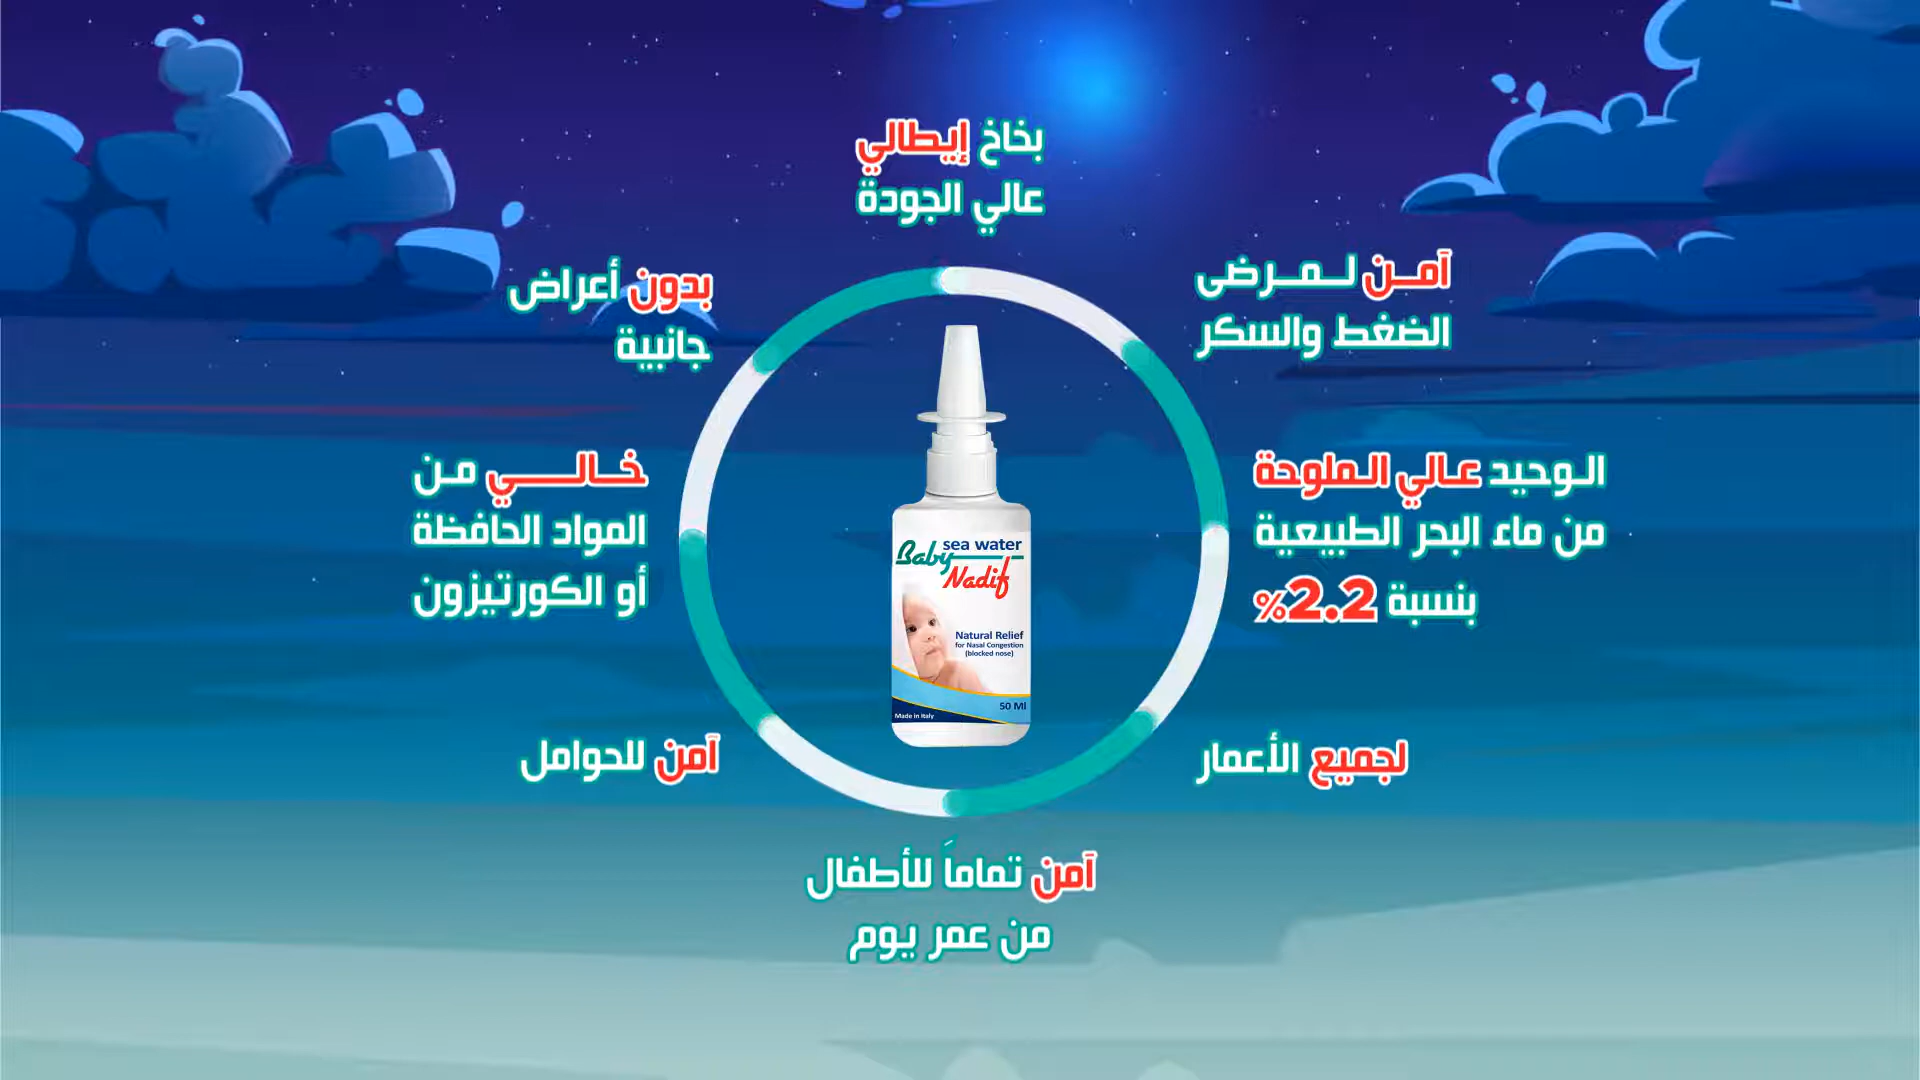 بخاخ إيطالي
عالي الجودة
آمن لمرضى
الضغط والسكر
الوحيد عالي الملوحة
من ماء البحر الطبيعية
بنسبة 2.2%
لجميع الأعمار
آمن تماماً للأطفال
من عمر يوم
آمن للحوامل
خالي من
المواد الحافظة
أو الكورتيزون
بدون أعراض
جانبية
sea water
Baby
Nadif
Natural Relief
for Nasal Congestion
(blocked nose)
50 Ml
Made in Italy